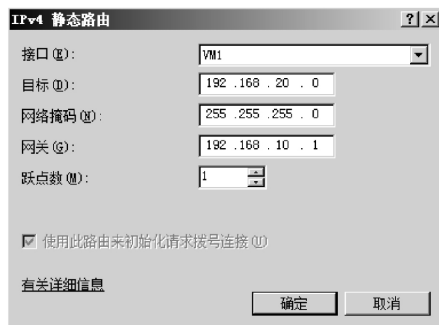 IPv4 静态路由
接口(E): VM1
目标(D): 192 .168 . 20 . 0
网络掩码(N): 255 .255 .255 . 0
网关(G): 192 .168 . 10 . 1
跃点数(M): 1
使用此路由来初始化请求拨号连接(U)
有关详细信息
确定 取消